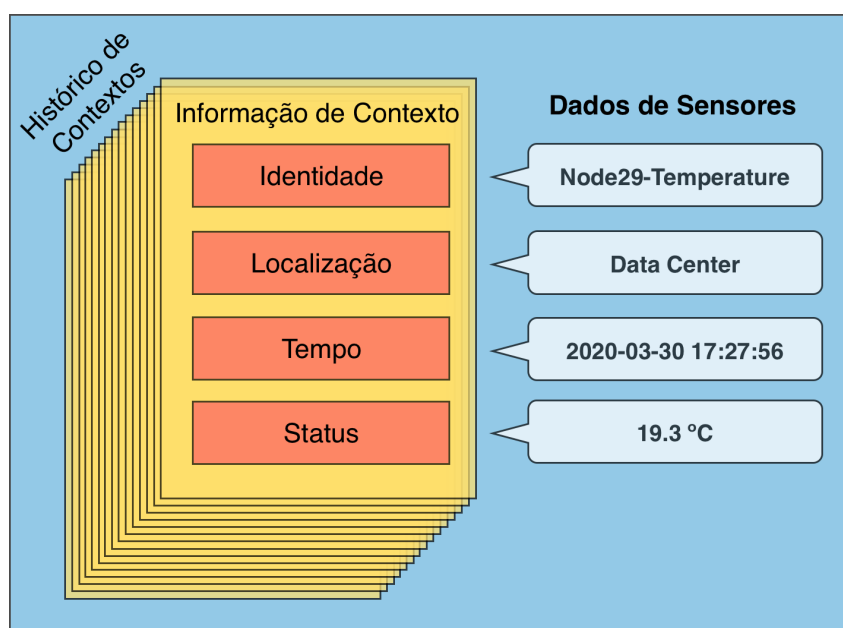 Histórico de
Contextos
Informação de Contexto
Dados de Sensores
Identidade
Node29-Temperature
Localização
Data Center
Tempo
2020-03-30 17:27:56
Status
19.3 ºC